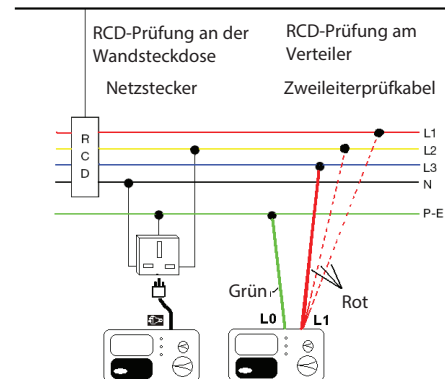 RCD-Prüfung an der
Wandsteckdose
Netzstecker
RCD-Prüfung am
Verteiler
Zweileiterprüfkabel
R
C
D
L1
L2
L3
N
P-E
Grün
Rot
L0
L1